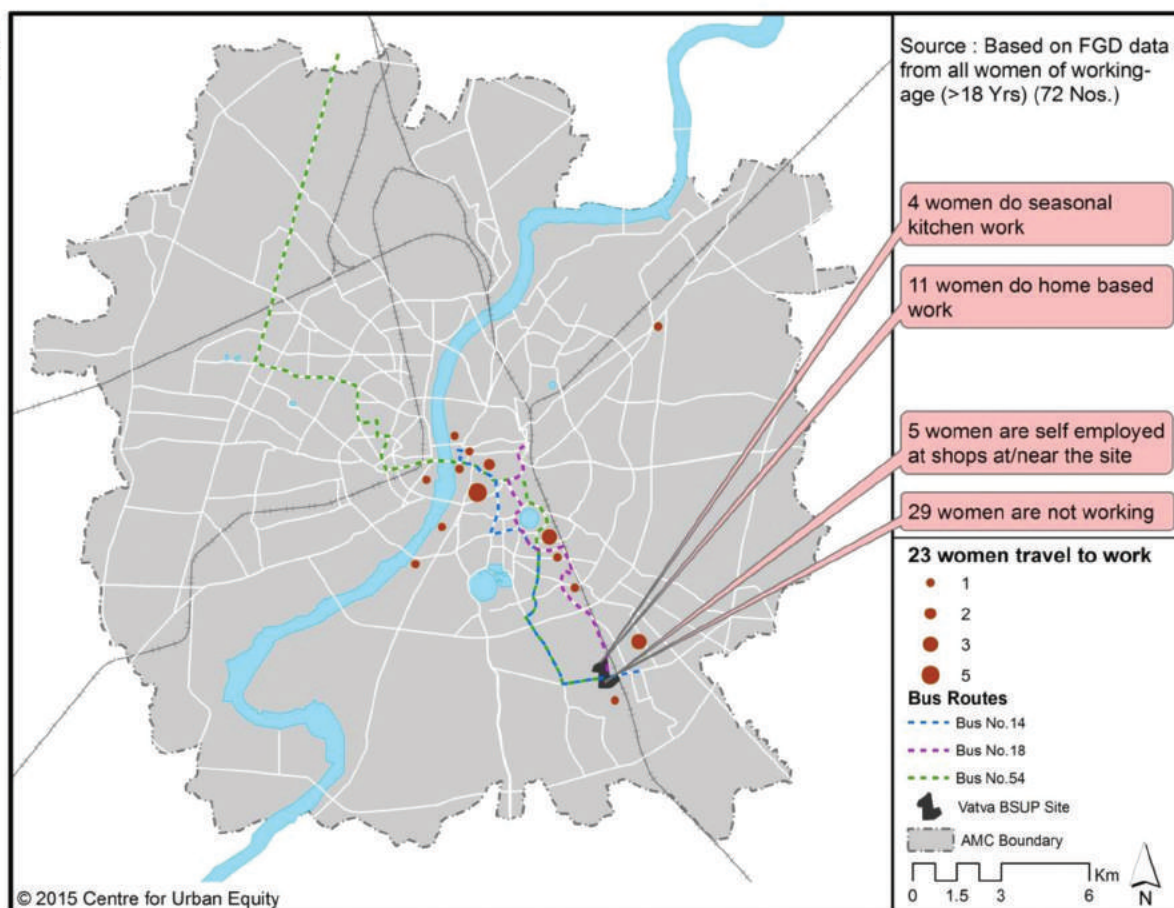 Source : Based on FGD data
from all women of working-
age (>18 Yrs) (72 Nos.)
4 women do seasonal
kitchen work
11 women do home based
work
5 women are self employed
at shops at/near the site
29 women are not working
23 women travel to work
1
2
3
5
Bus Routes
Bus No.14
Bus No.18
Bus No.54
Vatva BSUP Site
AMC Boundary
Km
0 1.5 3 6
N
© 2015 Centre for Urban Equity